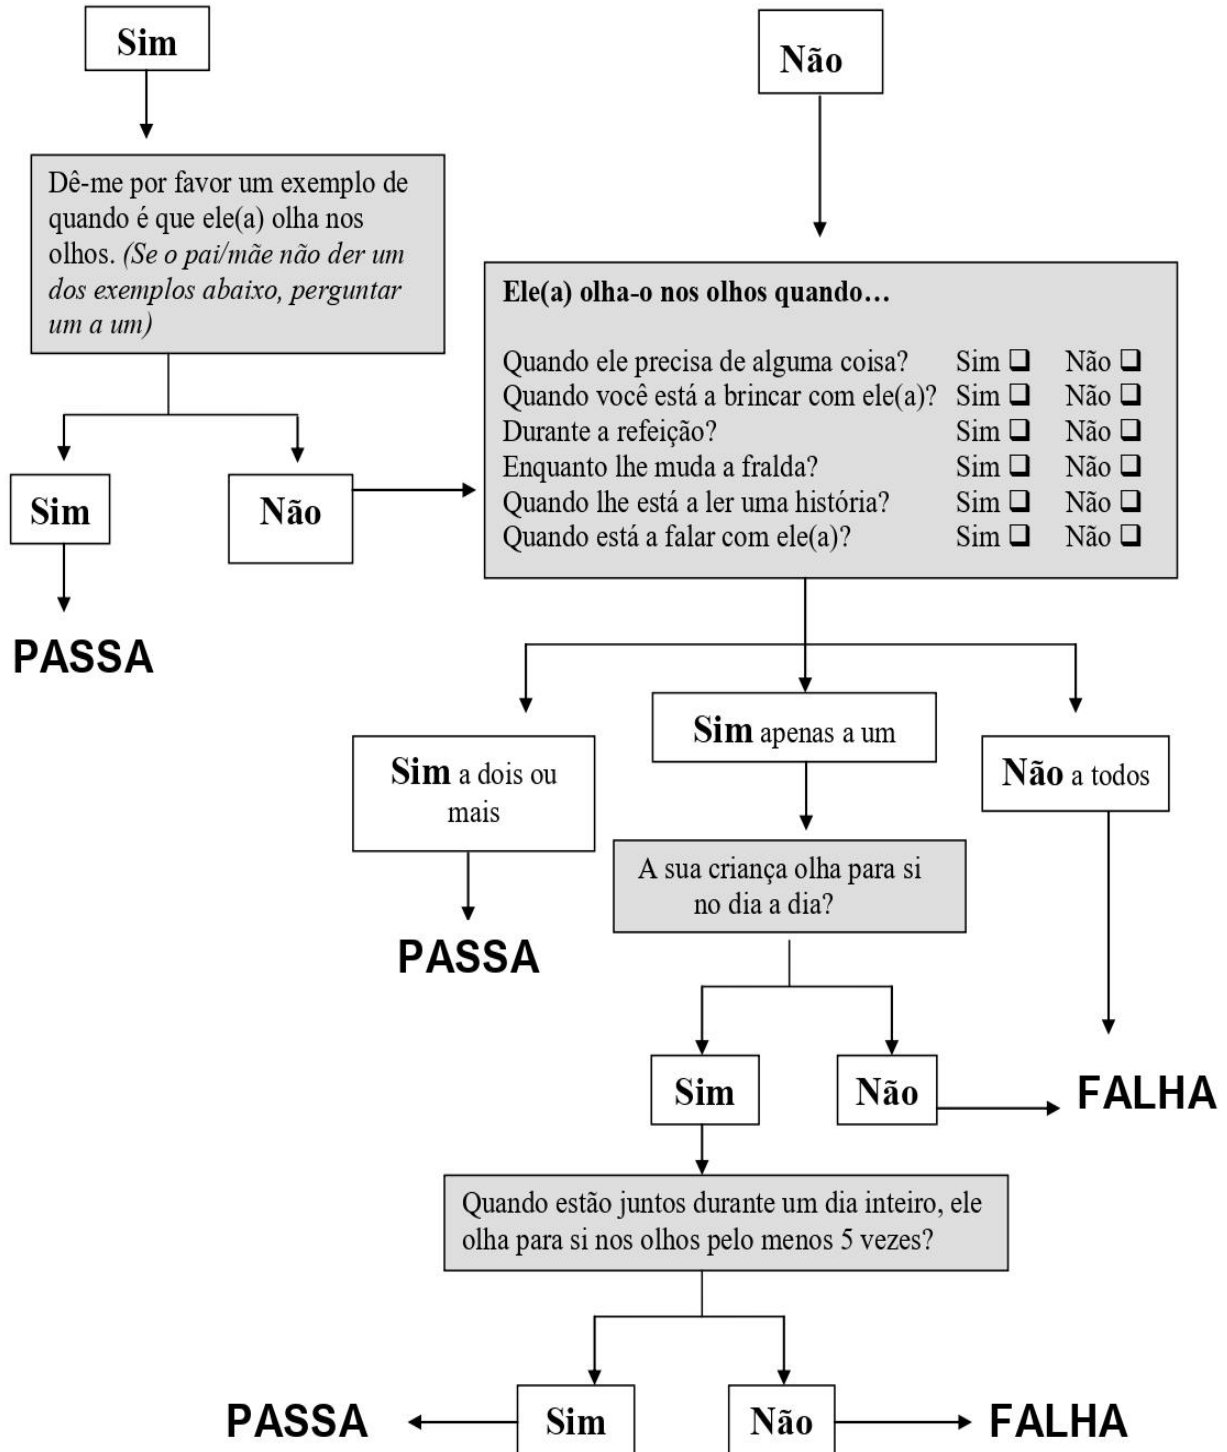 Sim
Não
Dê-me por favor um exemplo de
quando é que ele(a) olha nos
olhos. (Se o pai/mãe não der um
dos exemplos abaixo, perguntar
um a um)
Ele(a) olha-o nos olhos quando…
Quando ele precisa de alguma coisa? Sim ❑ Não ❑
Quando você está a brincar com ele(a)? Sim ❑ Não ❑
Durante a refeição? Sim ❑ Não ❑
Enquanto lhe muda a fralda? Sim ❑ Não ❑
Quando lhe está a ler uma história? Sim ❑ Não ❑
Quando está a falar com ele(a)? Sim ❑ Não ❑
Sim
Não
PASSA
Sim a dois ou
mais
Sim apenas a um
Não a todos
A sua criança olha para si
no dia a dia?
PASSA
Sim
Não
FALHA
Quando estão juntos durante um dia inteiro, ele
olha para si nos olhos pelo menos 5 vezes?
PASSA
Sim
Não
FALHA